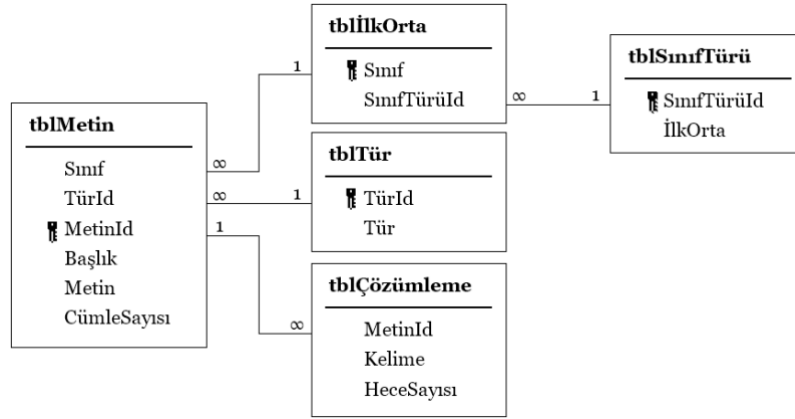 tblMetin
Sınıf
TürId
MetinId
Başlık
Metin
CümleSayısı
∞
∞
1
1
1
∞
tblİlkOrta
Sınıf
SınıfTürüId
tblTür
TürId
Tür
tblÇözümleme
MetinId
Kelime
HeceSayısı
∞
1
tblSınıfTürü
SınıfTürüId
İlkOrta